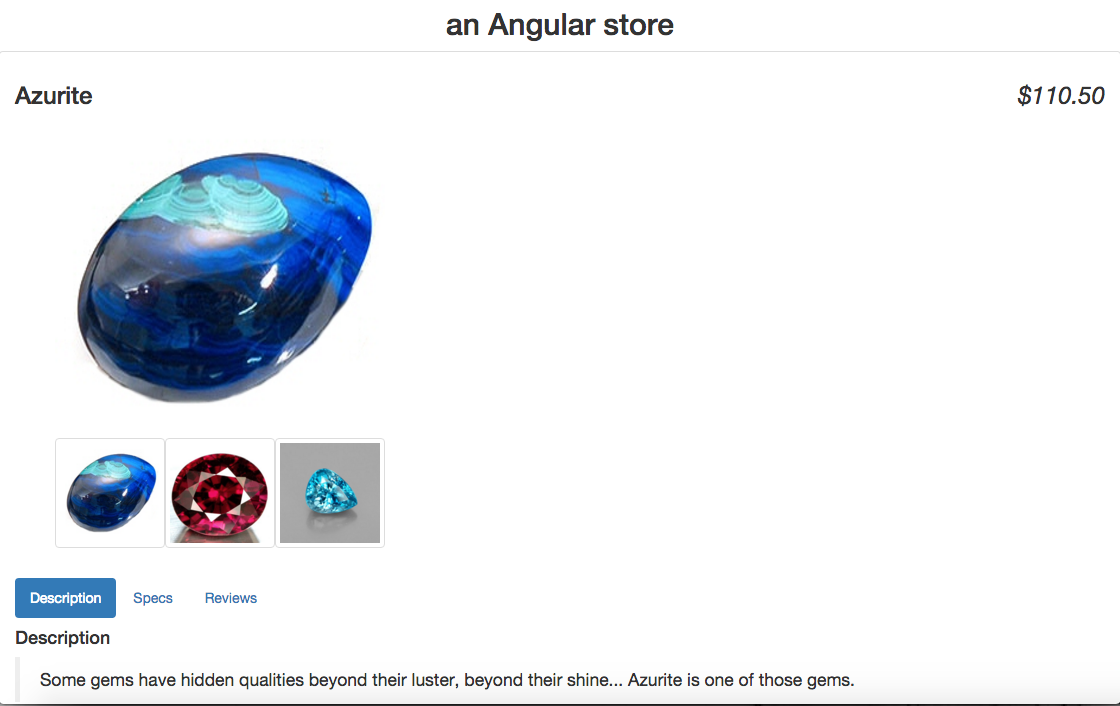 an Angular store
Azurite
$110.50
Description
Specs
Reviews
Description
Some gems have hidden qualities beyond their luster, beyond their shine... Azurite is one of those gems.